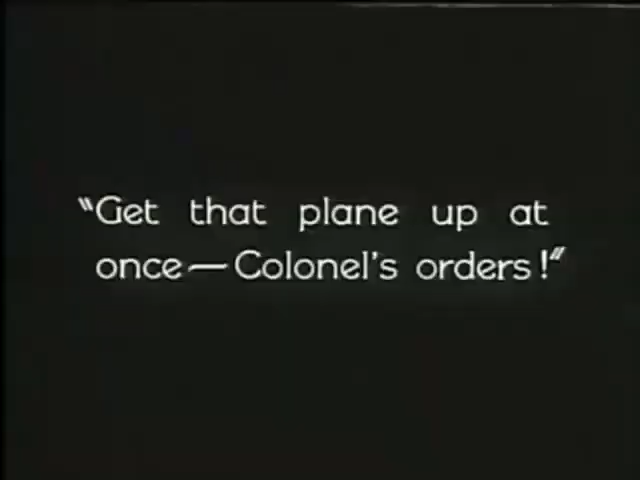 "Get that plane up at
once—Colonel's orders!"